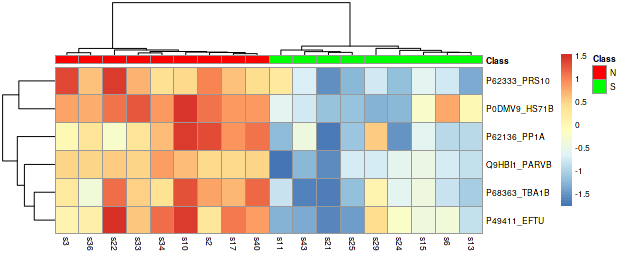 Class
P62333_PRS10
P0DMV9_HS71B
P62136_PP1A
Q9HBI1_PARVB
P68363_TBA1B
P49411_EFTU
s3 s36 s22 s33 s34 s10 s2 s17 s40 s11 s43 s21 s25 s29 s24 s15 s6 s13
1.5
1
0.5
0
-0.5
-1
-1.5
Class
N
S